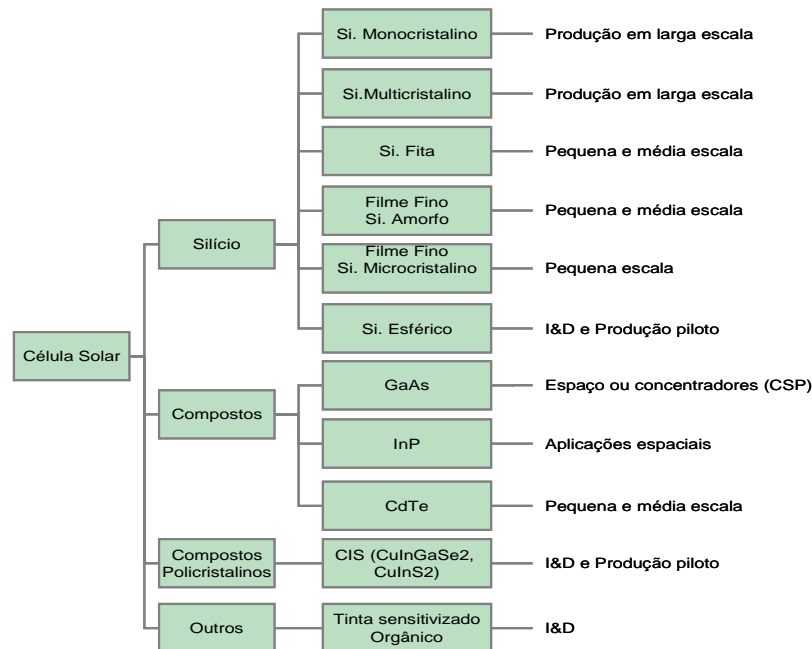 Si. Monocristalino
Produção em larga escala
Si.Multicristalino
Produção em larga escala
Si. Fita
Pequena e média escala
Filme Fino
Si. Amorfo
Pequena e média escala
Silício
Filme Fino
Si. Microcristalino
Pequena escala
Si. Esférico
I&D e Produção piloto
Célula Solar
GaAs
Espaço ou concentradores (CSP)
Compostos
InP
Aplicações espaciais
CdTe
Pequena e média escala
Compostos
Policristalinos
CIS (CuInGaSe2,
CuInS2)
I&D e Produção piloto
Outros
Tinta sensitivizado
Orgânico
I&D